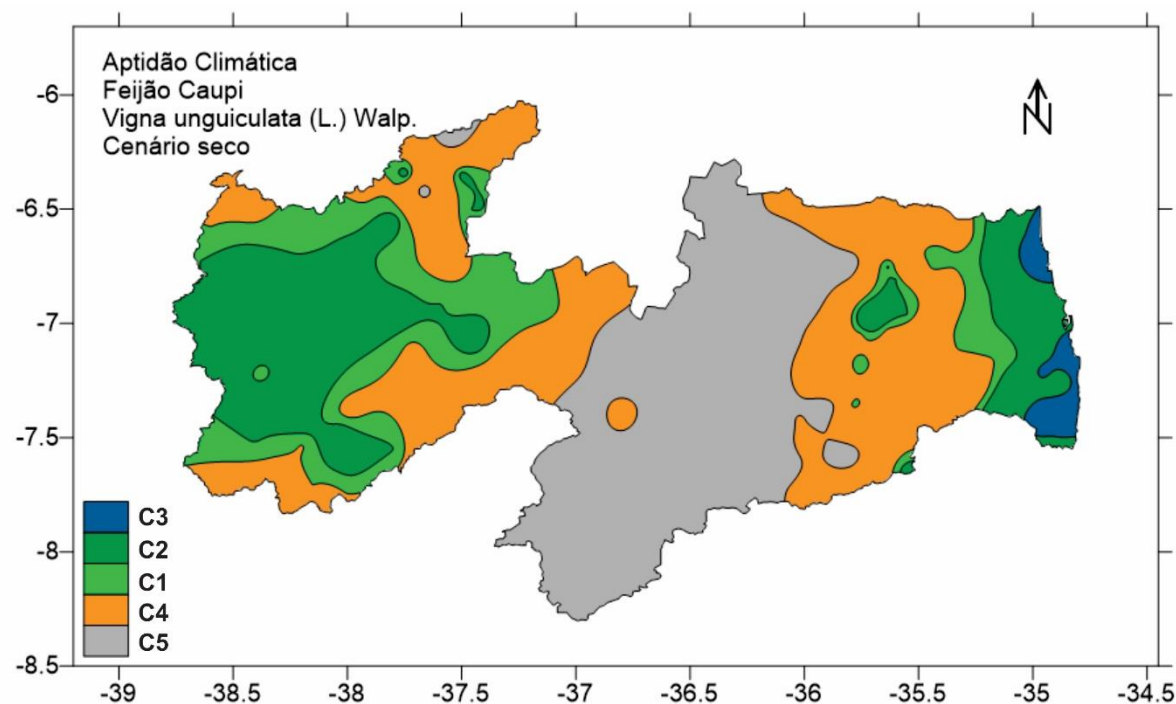 Aptidão Climática
Feijão Caupi
Vigna unguiculata (L.) Walp.
Cenário seco
N
-6
-6.5
-7
-7.5
-8
-8.5
C3
C2
C1
C4
C5
-39 -38.5 -38 -37.5 -37 -36.5 -36 -35.5 -35 -34.5